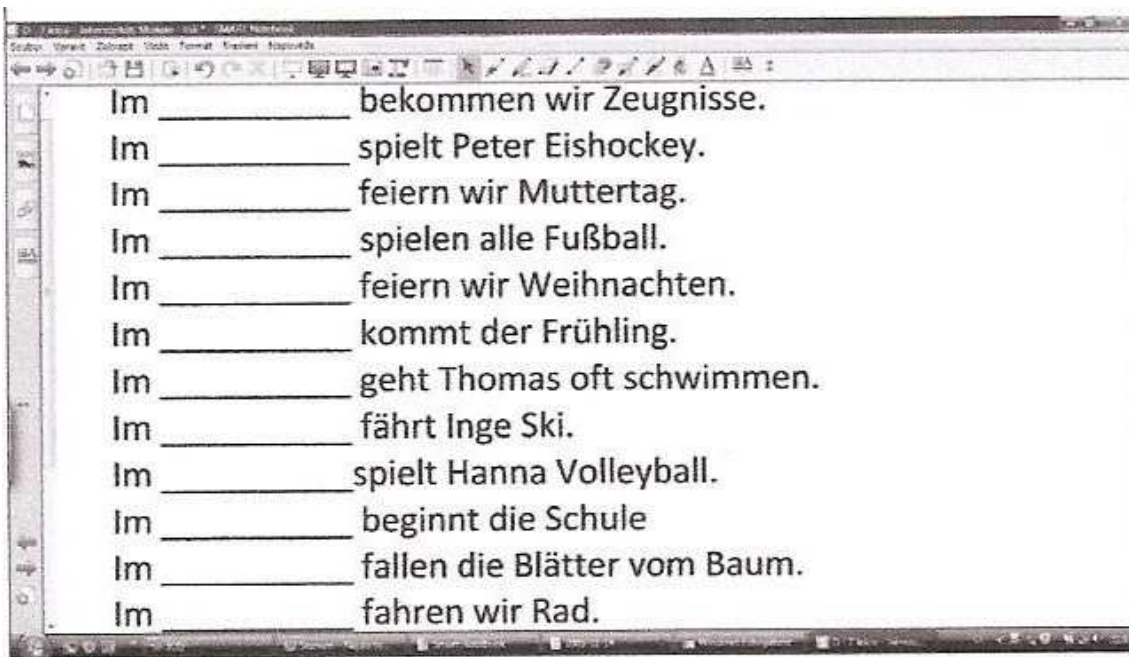 Im __________ bekommen wir Zeugnisse.
Im __________ spielt Peter Eishockey.
Im __________ feiern wir Muttertag.
Im __________ spielen alle Fußball.
Im __________ feiern wir Weihnachten.
Im __________ kommt der Frühling.
Im __________ geht Thomas oft schwimmen.
Im __________ fährt Inge Ski.
Im __________ spielt Hanna Volleyball.
Im __________ beginnt die Schule
Im __________ fallen die Blätter vom Baum.
Im __________ fahren wir Rad.